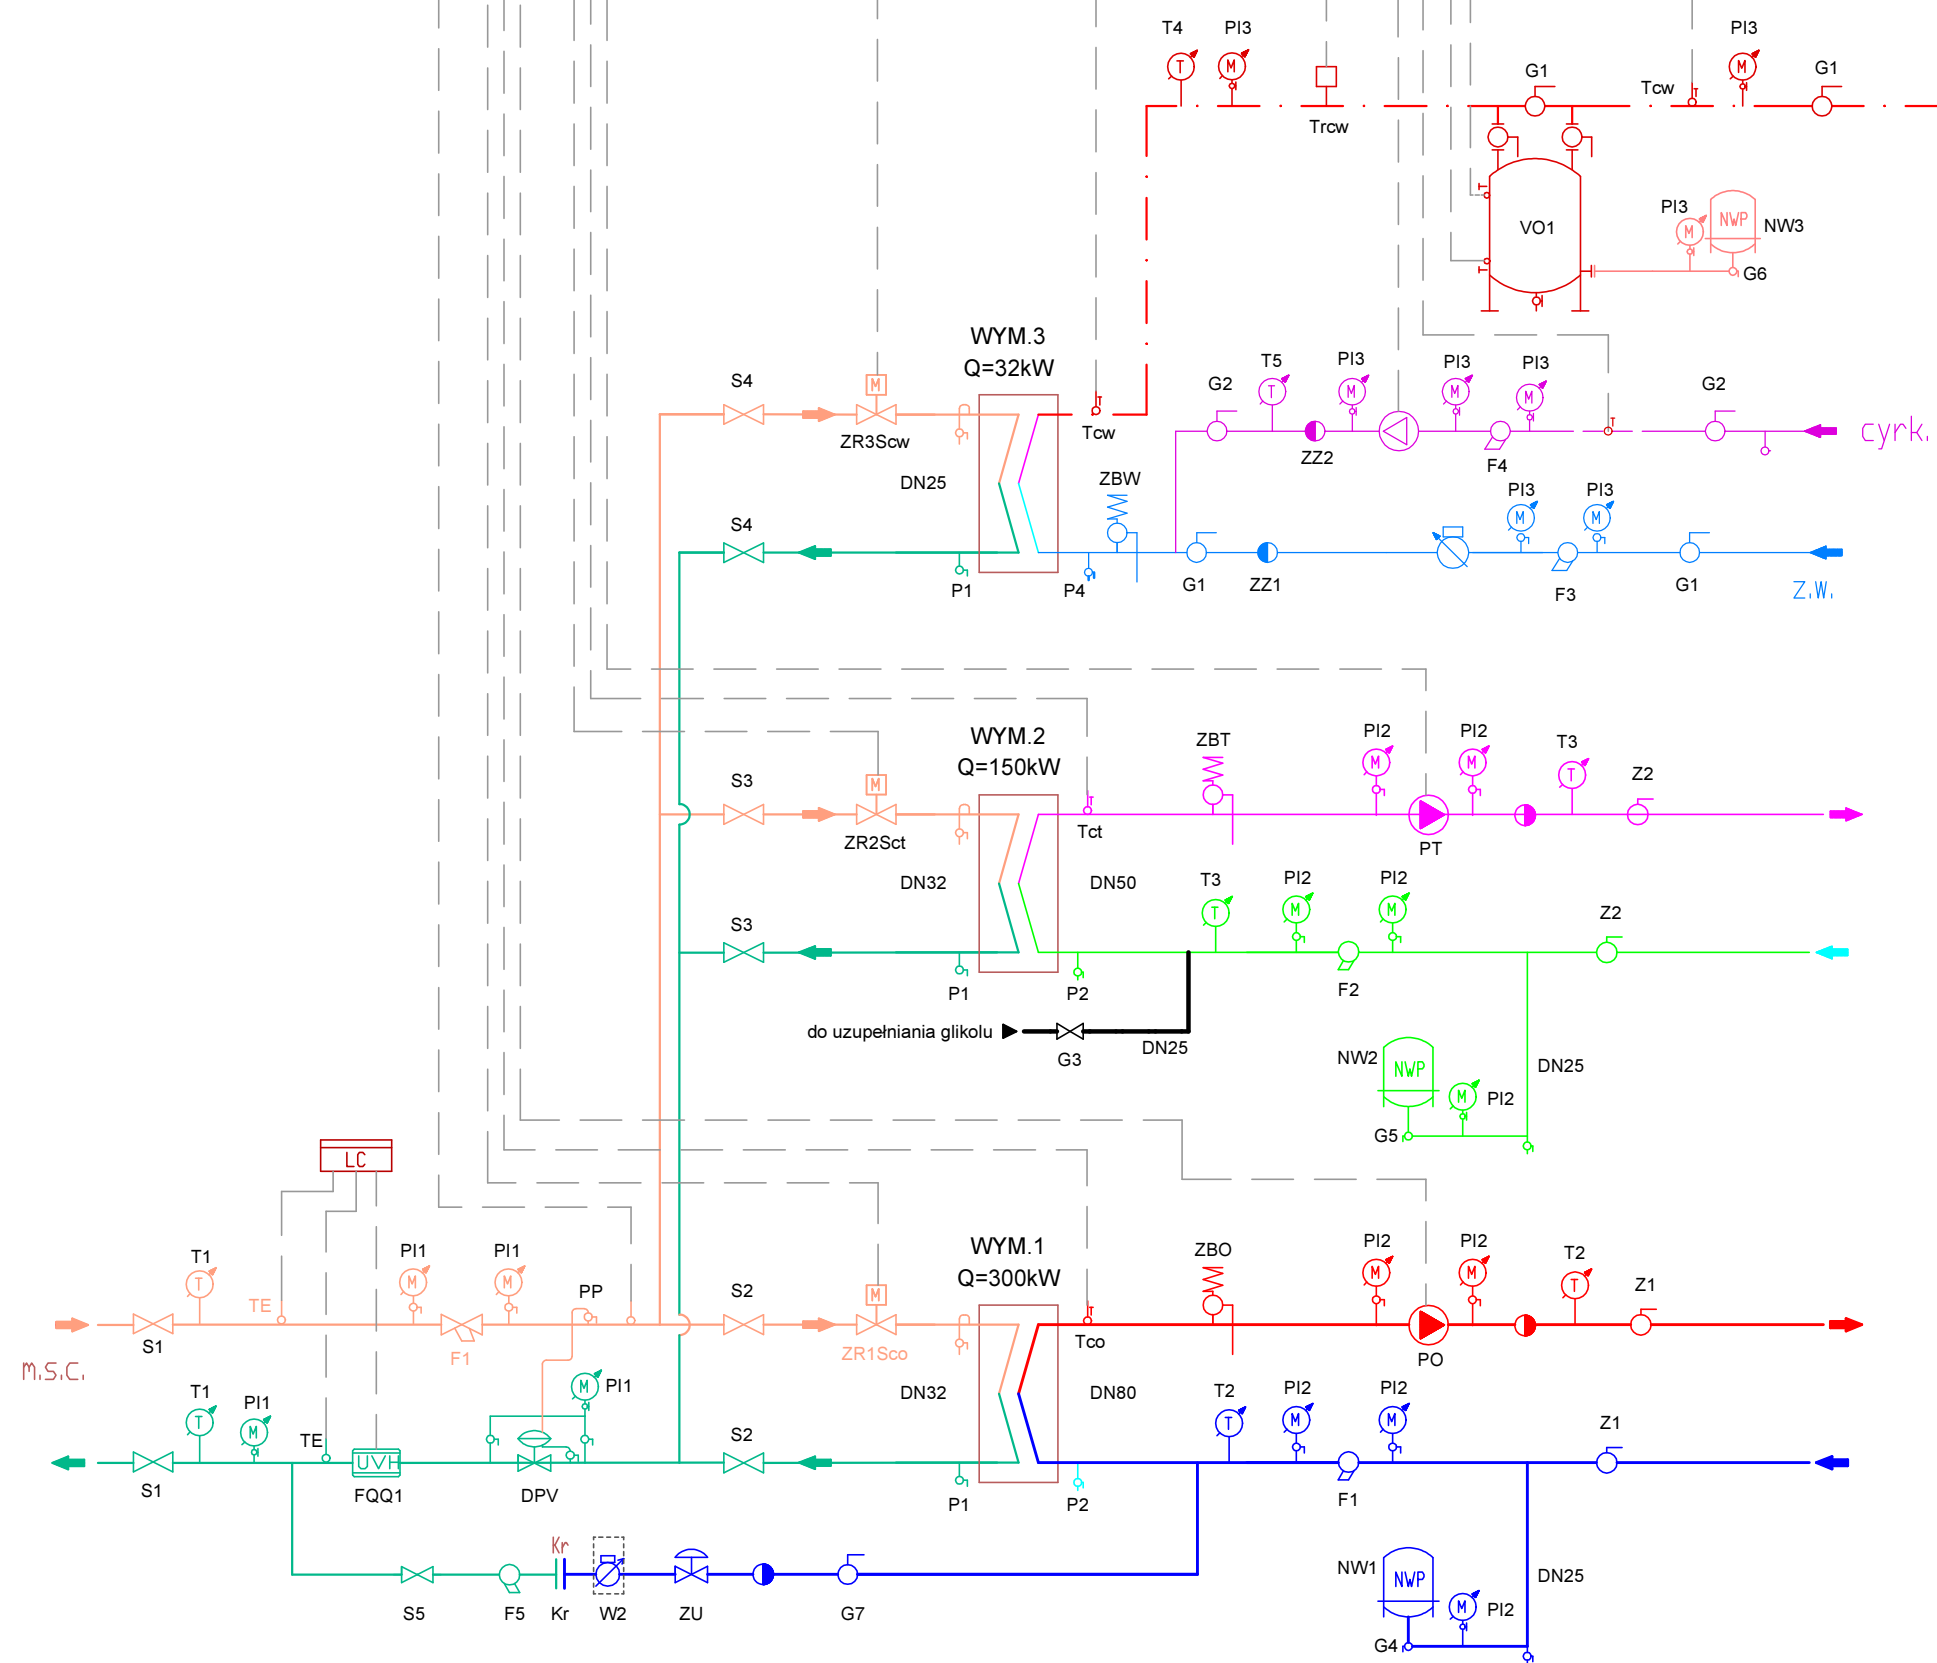 T4 PI3 PI3
T M M
G1 G1
Tcw T
Trcw
T
T
VO1
PI3
M NWP NW3
G6
WYM.3
Q=32kW
S4
M
ZR3Scw
T
Tcw
DN25
T5 PI3 PI3 PI3
G2 G2
T M M M
T
cyrk.
ZZ2 F4
ZBW
PI3 PI3
M M
S4
P1 P4 G1 ZZ1 F3 G1
z.w.
WYM.2
Q=150kW
S3
M
ZR2Sct
T
Tct
ZBT
PI2 PI2 T3 Z2
M M T
PT
DN32 DN50
T3 PI2 PI2
T M M
S3 Z2
P1 P2 F2
do uzupełniania glikolu
G3 DN25
NW2 NWP DN25
M PI2
G5
LC
WYM.1
Q=300kW
T1 PI1 PI1
T TE M M
PP
S2
M
T
ZBO
PI2 PI2 T2 Z1
M M T
S1 F1 ZR1Sco Tco PO
m.s.c.
DN32 DN80
T1 PI1 M PI1
T M
TE
T2 PI2 PI2
T M M
S2 Z1
UVH
S1 FQQ1 DPV P1 P2 F1
Kr
NW1 NWP DN25
M PI2
S5 F5 Kr W2 ZU G7
G4